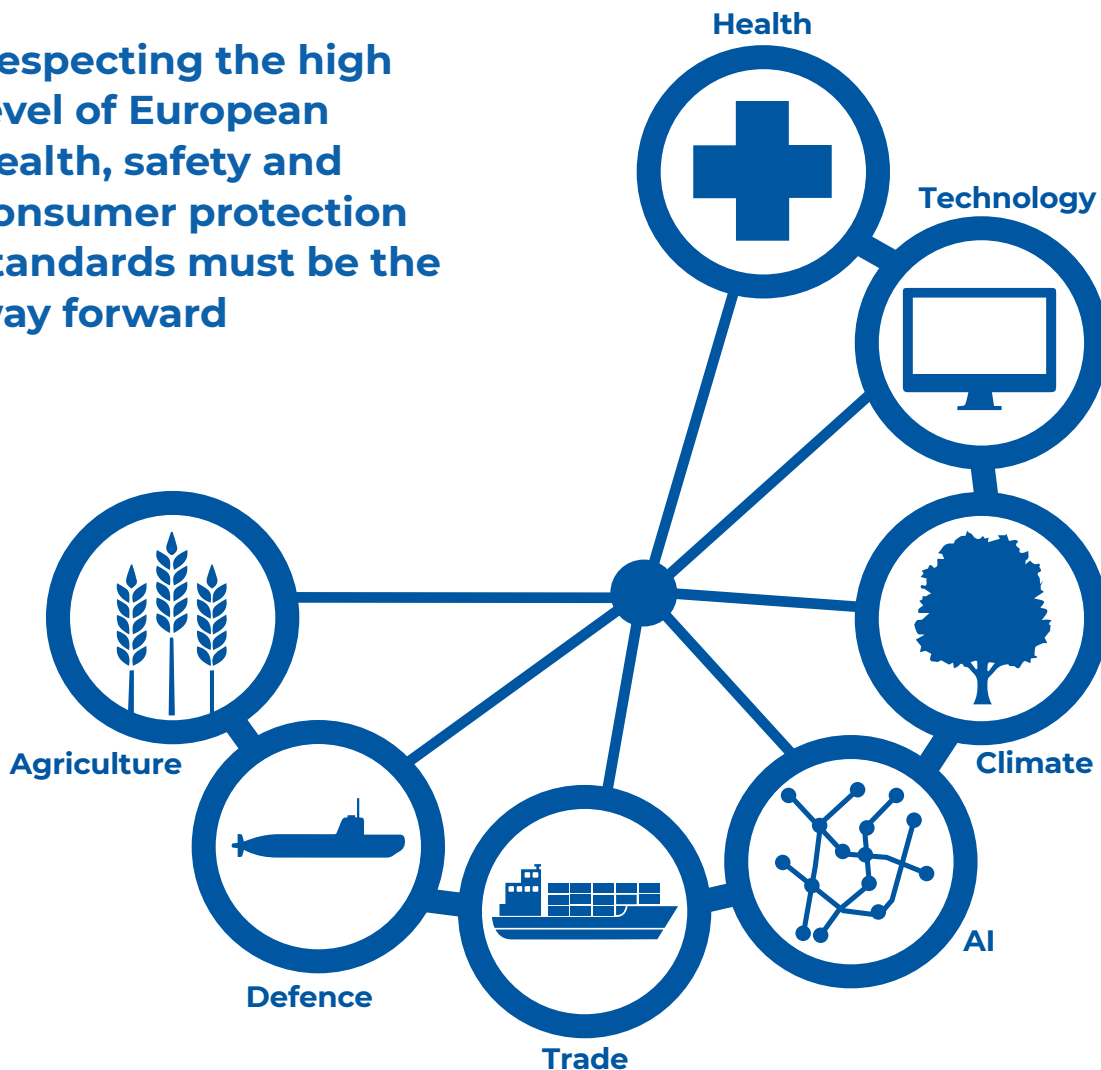 Health
especting the high
evel of European
ealth, safety and
onsumer protection
tandards must be the
vay forward
Technology
Agriculture
Climate
AI
Defence
Trade